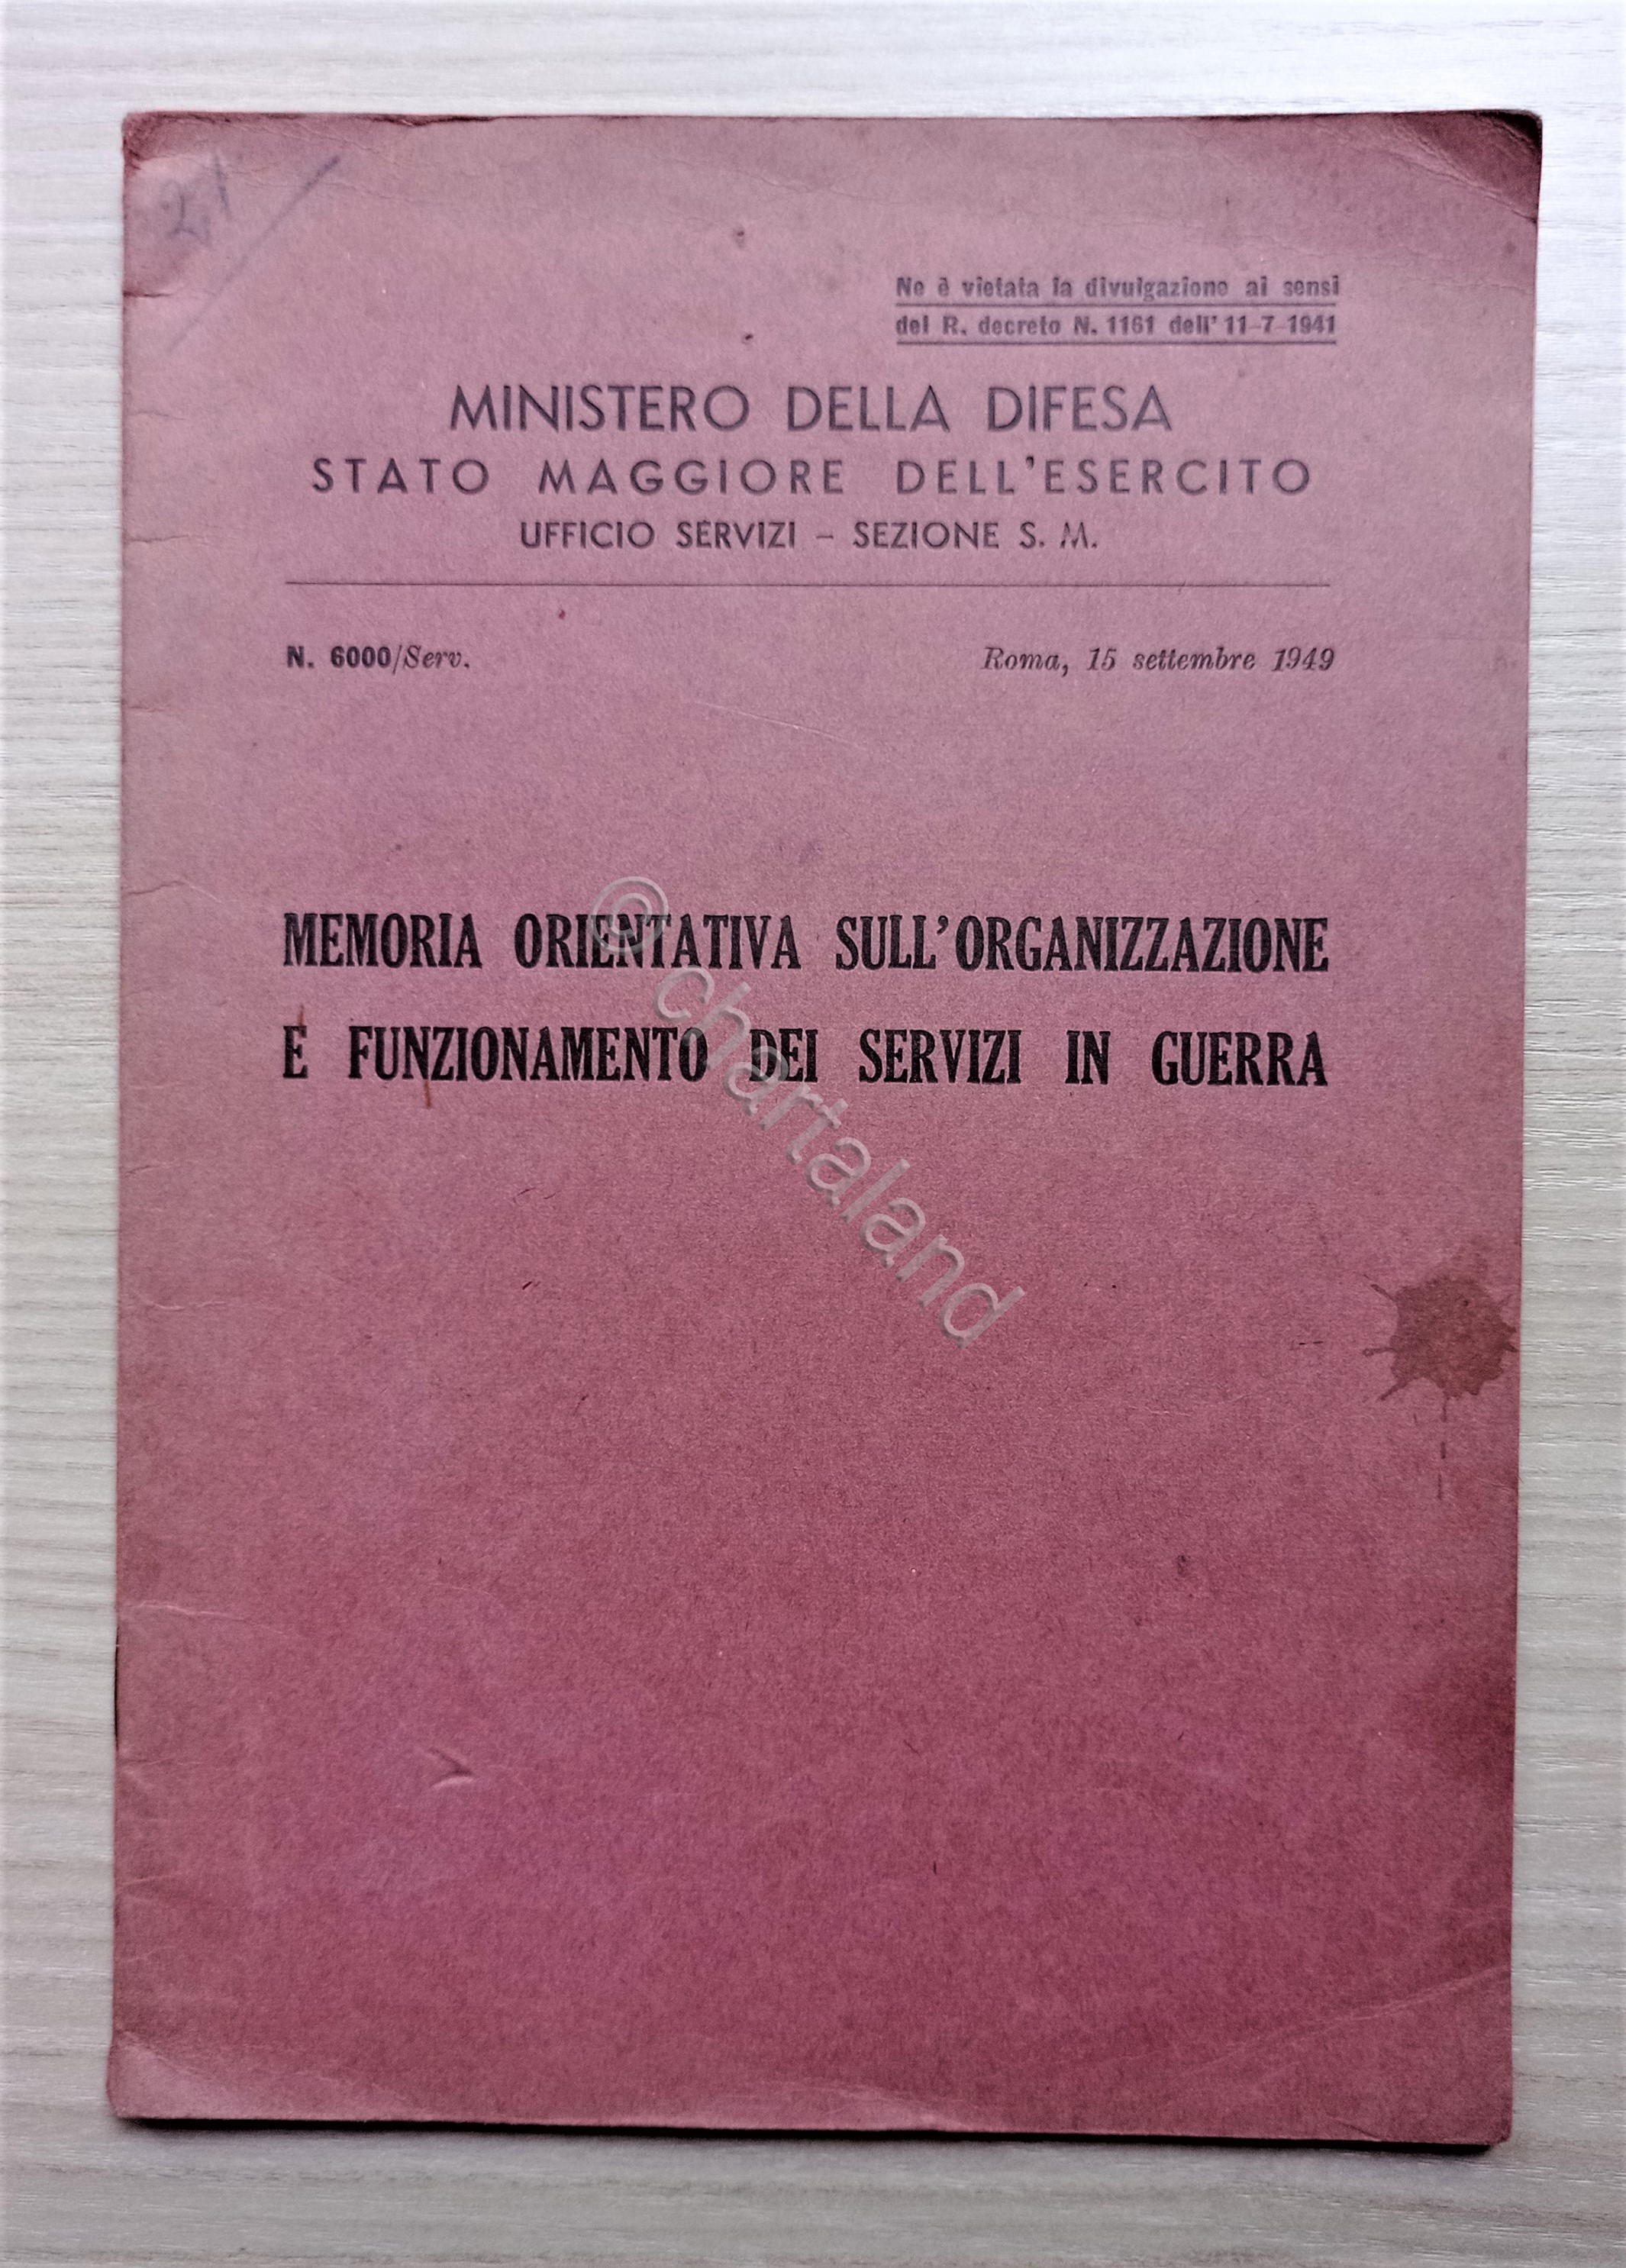 21
Ne è vietata la divulgazione ai sensi
del R. decreto N. 1161 dell' 11-7-1941
MINISTERO DELLA DIFESA
STATO MAGGIORE DELL'ESERCITO
UFFICIO SERVIZI – SEZIONE S. M.
N. 6000/Serv.
Roma, 15 settembre 1949
MEMORIA ORIENTATIVA SULL'ORGANIZZAZIONE
E FUNZIONAMENTO DEI SERVIZI IN GUERRA
© chartaland